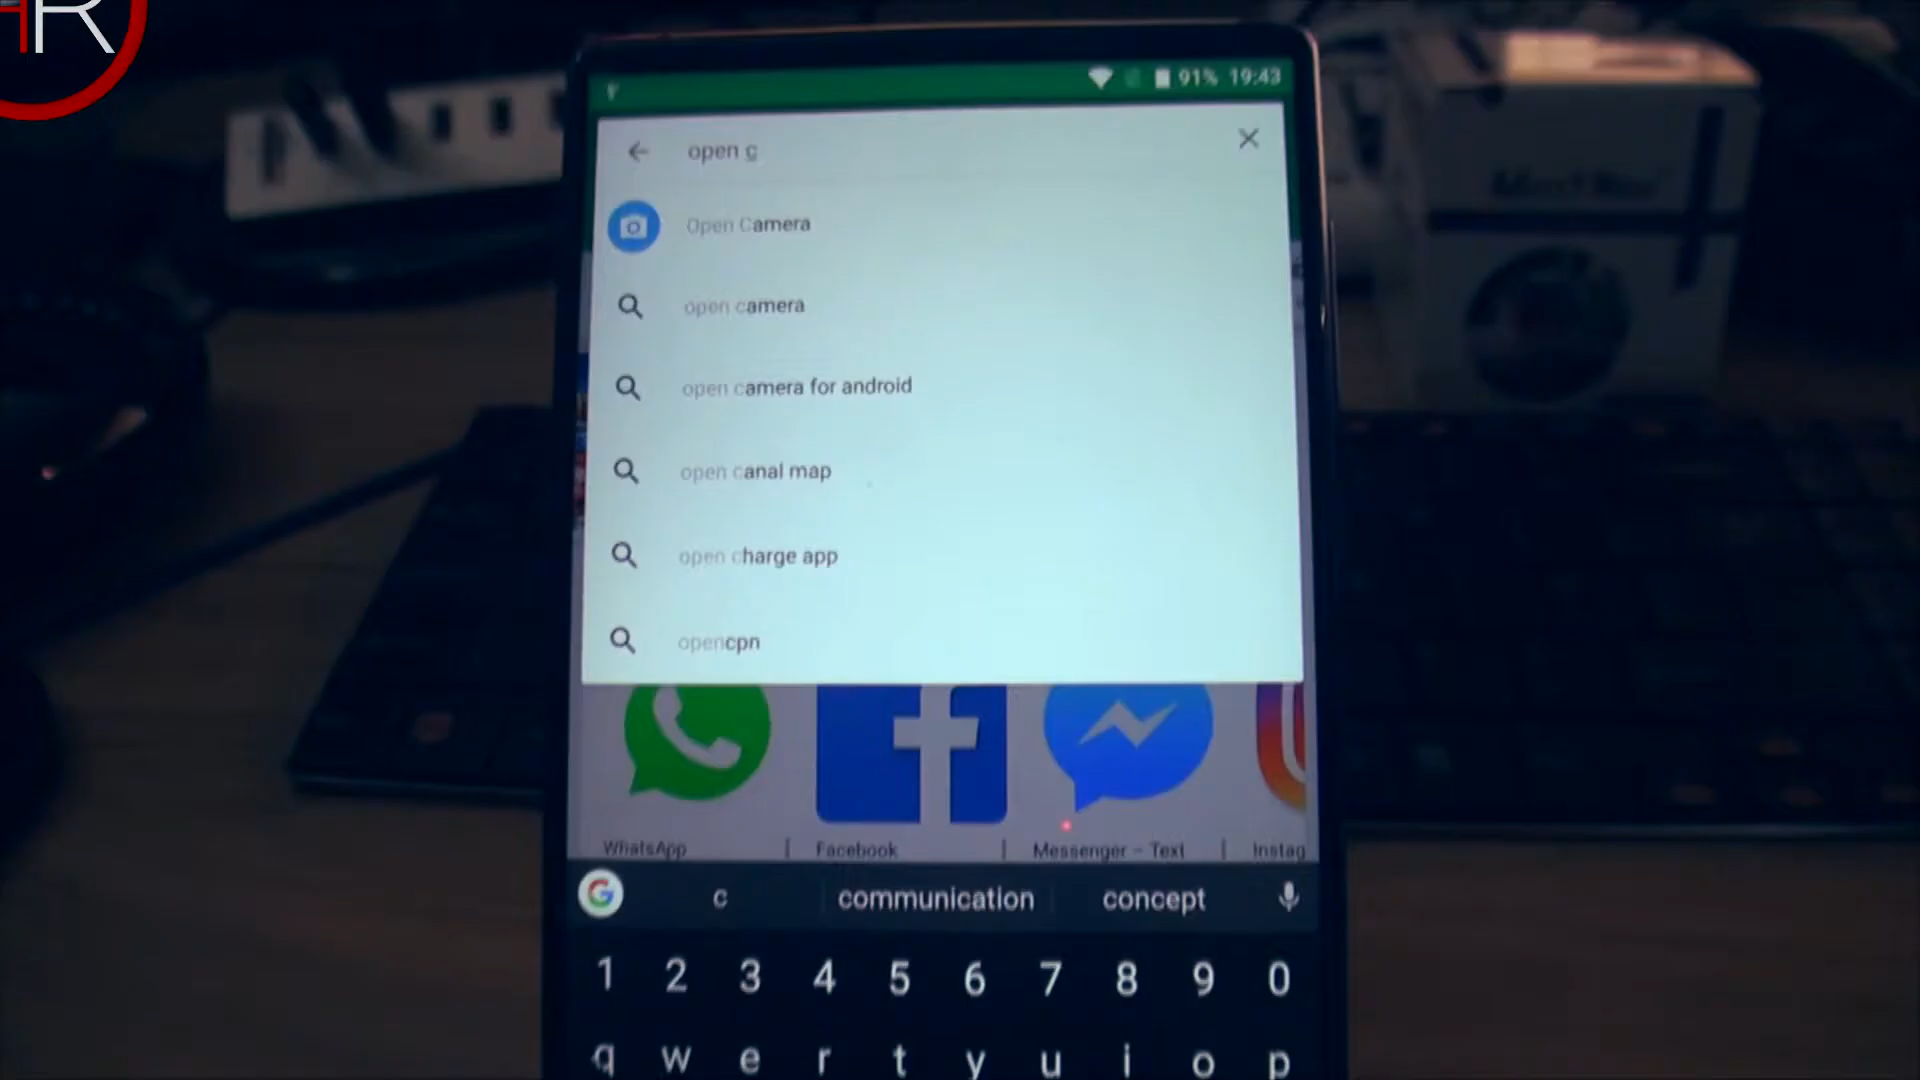 R
91% 19:43
open c
Open Camera
open camera
open camera for android
open canal map
open charge app
opencpn
WhatsApp Facebook Messenger – Text Instag
c communication concept
1 2 3 4 5 6 7 8 9 0
q w e r t y u i o p